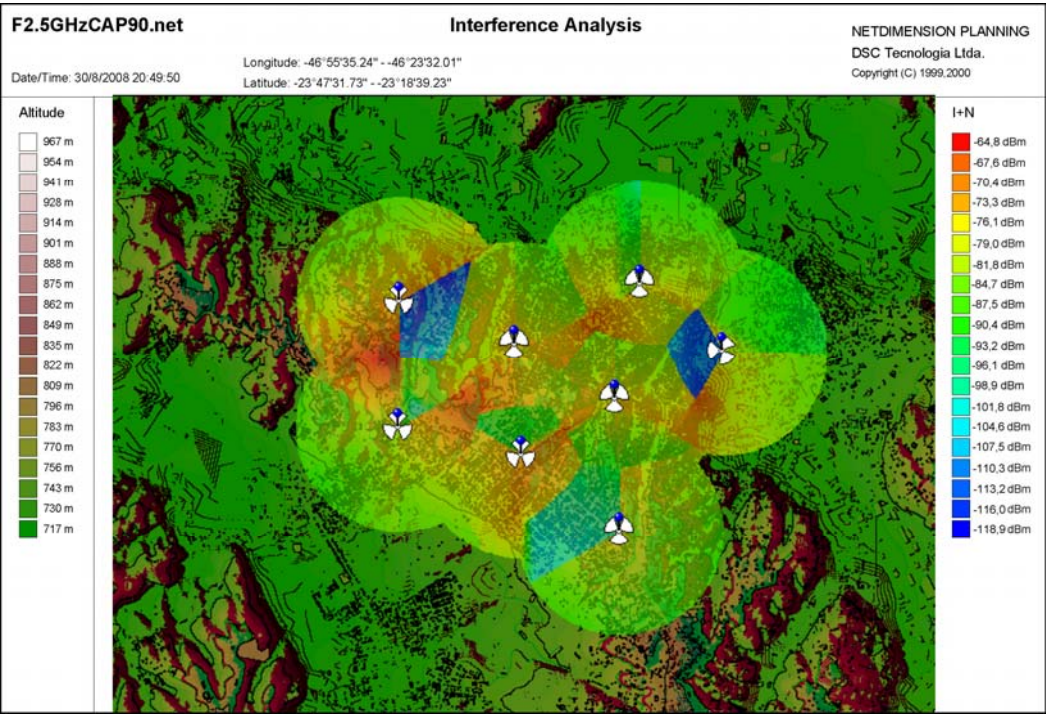 F2.5GHzCAP90.net
Interference Analysis
NETDIMENSION PLANNING
DSC Tecnologia Ltda.
Copyright (C) 1999,2000
Date/Time: 30/8/2008 20:49:50
Longitude: -46°55'35.24" - -46°23'32.01"
Latitude: -23°47'31.73" - -23°18'39.23"
Altitude
967 m
954 m
941 m
928 m
914 m
901 m
888 m
875 m
862 m
849 m
835 m
822 m
809 m
796 m
783 m
770 m
756 m
743 m
730 m
717 m
I+N
-64,8 dBm
-67,6 dBm
-70,4 dBm
-73,3 dBm
-76,1 dBm
-79,0 dBm
-81,8 dBm
-84,7 dBm
-87,5 dBm
-90,4 dBm
-93,2 dBm
-96,1 dBm
-98,9 dBm
-101,8 dBm
-104,6 dBm
-107,5 dBm
-110,3 dBm
-113,2 dBm
-116,0 dBm
-118,9 dBm